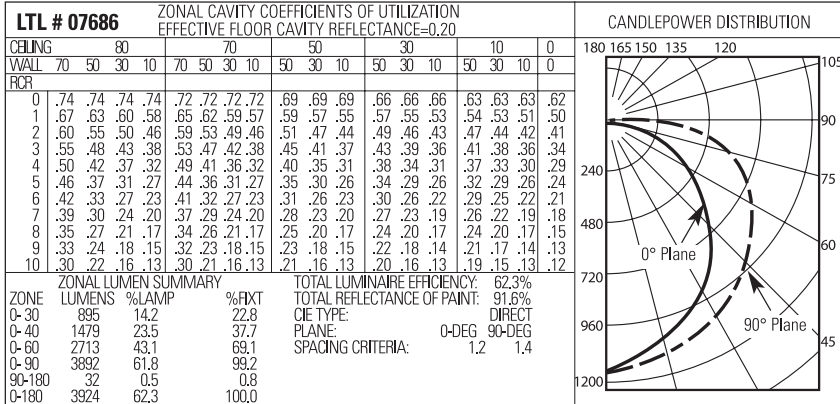 LTL # 07686
ZONAL CAVITY COEFFICIENTS OF UTILIZATION
EFFECTIVE FLOOR CAVITY REFLECTANCE=0.20
CEILING 80 70 50 30 10 0
WALL 70 50 30 10 70 50 30 10 50 30 10 50 30 10 50 30 10 0
RCR
0 .74 .74 .74 .74 .72 .72 .72 .72 .69 .69 .69 .66 .66 .66 .63 .63 .63 .62
1 .67 .63 .60 .58 .65 .62 .59 .57 .59 .57 .55 .57 .55 .53 .54 .53 .51 .50
2 .60 .55 .50 .46 .59 .53 .49 .46 .51 .47 .44 .49 .46 .43 .47 .44 .42 .41
3 .55 .48 .43 .38 .53 .47 .42 .38 .45 .41 .37 .43 .39 .36 .41 .38 .36 .34
4 .50 .42 .37 .32 .49 .41 .36 .32 .40 .35 .31 .38 .34 .31 .37 .33 .30 .29
5 .46 .37 .31 .27 .44 .36 .31 .27 .35 .30 .26 .34 .29 .26 .32 .29 .26 .24
6 .42 .33 .27 .23 .41 .32 .27 .23 .31 .26 .23 .30 .26 .22 .29 .25 .22 .21
7 .39 .30 .24 .20 .37 .29 .24 .20 .28 .23 .20 .27 .23 .19 .26 .22 .19 .18
8 .35 .27 .21 .17 .34 .26 .21 .17 .25 .20 .17 .24 .20 .17 .24 .20 .17 .15
9 .33 .24 .18 .15 .32 .23 .18 .15 .23 .18 .15 .22 .18 .14 .21 .17 .14 .13
10 .30 .22 .16 .13 .30 .21 .16 .13 .21 .16 .13 .20 .16 .13 .19 .15 .13 .12
ZONAL LUMEN SUMMARY
ZONE LUMENS %LAMP %FIXT
0- 30 895 14.2 22.8
0- 40 1479 23.5 37.7
0- 60 2713 43.1 69.1
0- 90 3892 61.8 99.2
90-180 32 0.5 0.8
0-180 3924 62.3 100.0
TOTAL LUMINAIRE EFFICIENCY: 62.3%
TOTAL REFLECTANCE OF PAINT: 91.6%
CIE TYPE: DIRECT
PLANE: 0-DEG 90-DEG
SPACING CRITERIA: 1.2 1.4
CANDLEPOWER DISTRIBUTION
180 165 150 135 120
105
90
240
75
480
0° Plane
60
720
90° Plane
960
45
1200